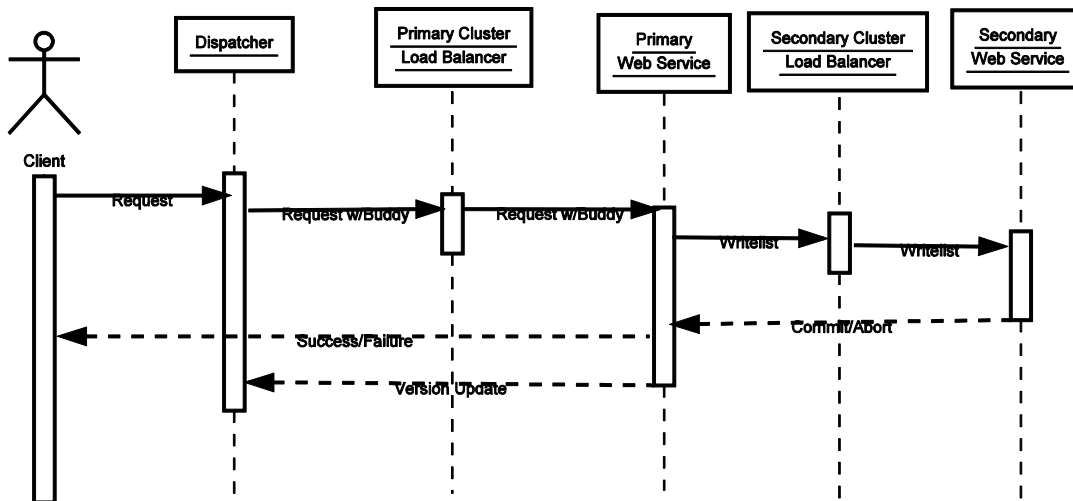 Dispatcher
Primary Cluster
Load Balancer
Primary
Web Service
Secondary Cluster
Load Balancer
Secondary
Web Service
Client
Request
Request w/Buddy
Request w/Buddy
Writelist
Writelist
Commit/Abort
Success/Failure
Version Update